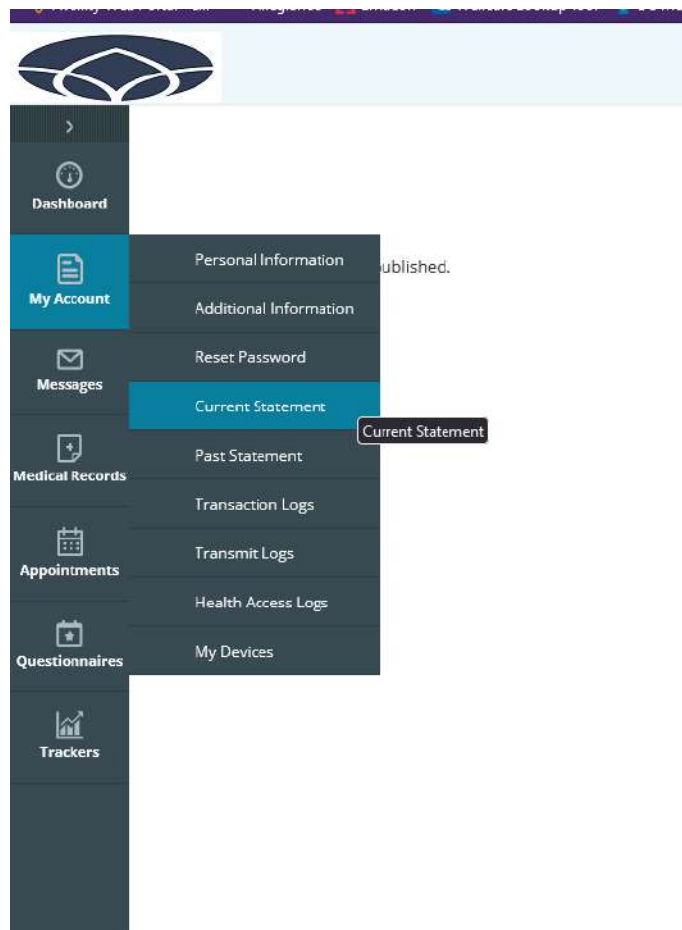 Dashboard
My Account
Personal Information
ublished.
Additional Information
Reset Password
Current Statement
Current Statement
Past Statement
Transaction Logs
Transmit Logs
Health Access Logs
My Devices
Messages
Medical Records
Appointments
Questionnaires
Trackers